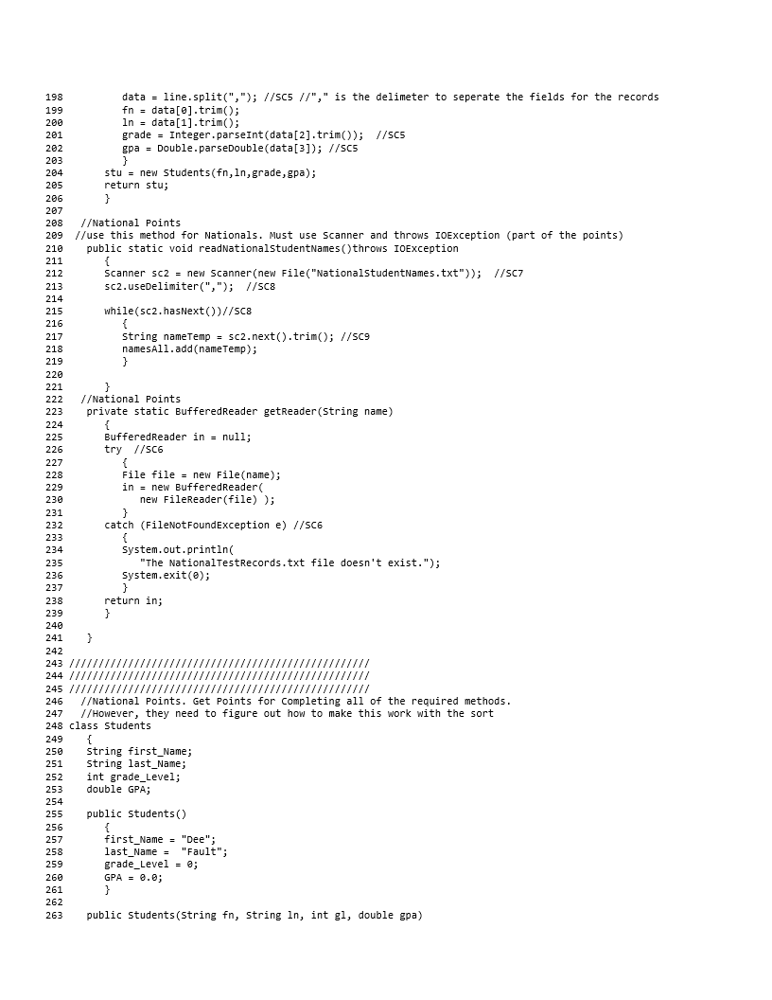 198          data = line.split(","); //SC5 //"," is the delimeter to seperate the fields for the records
199          fn = data[0].trim();
200          ln = data[1].trim();
201          grade = Integer.parseInt(data[2].trim());  //SC5
202          gpa = Double.parseDouble(data[3]); //SC5
203          }
204       stu = new Students(fn,ln,grade,gpa);
205       return stu;
206       }
207
208   //National Points
209  //use this method for Nationals. Must use Scanner and throws IOException (part of the points)
210    public static void readNationalStudentNames()throws IOException
211       {
212       Scanner sc2 = new Scanner(new File("NationalStudentNames.txt"));  //SC7
213       sc2.useDelimiter(",");  //SC8
214
215       while(sc2.hasNext())//SC8
216          {
217          String nameTemp = sc2.next().trim(); //SC9
218          namesAll.add(nameTemp);
219          }
220
221       }
222   //National Points
223    private static BufferedReader getReader(String name)
224       {
225       BufferedReader in = null;
226       try  //SC6
227          {
228          File file = new File(name);
229          in = new BufferedReader(
230             new FileReader(file) );
231          }
232       catch (FileNotFoundException e) //SC6
233          {
234          System.out.println(
235             "The NationalTestRecords.txt file doesn't exist.");
236          System.exit(0);
237          }
238       return in;
239       }
240
241    }
242
243 ///////////////////////////////////////////////////
244 ///////////////////////////////////////////////////
245 ///////////////////////////////////////////////////
246   //National Points. Get Points for Completing all of the required methods.
247   //However, they need to figure out how to make this work with the sort
248 class Students
249    {
250    String first_Name;
251    String last_Name;
252    int grade_Level;
253    double GPA;
254
255    public Students()
256       {
257       first_Name = "Dee";
258       last_Name =  "Fault";
259       grade_Level = 0;
260       GPA = 0.0;
261       }
262
263    public Students(String fn, String ln, int gl, double gpa)